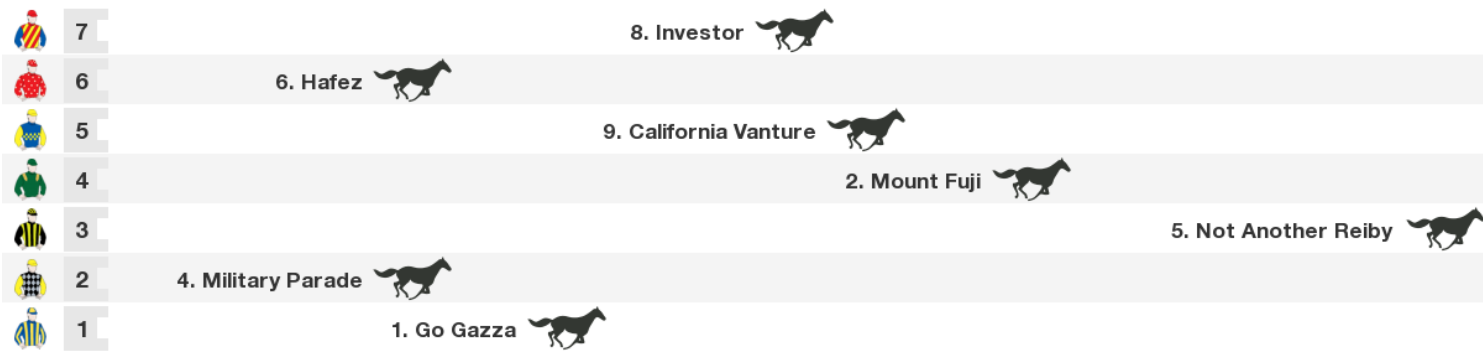 7 8. Investor
6 6. Hafez
5 9. California Vanture
4 2. Mount Fuji
3 5. Not Another Reiby
2 4. Military Parade
1 1. Go Gazza